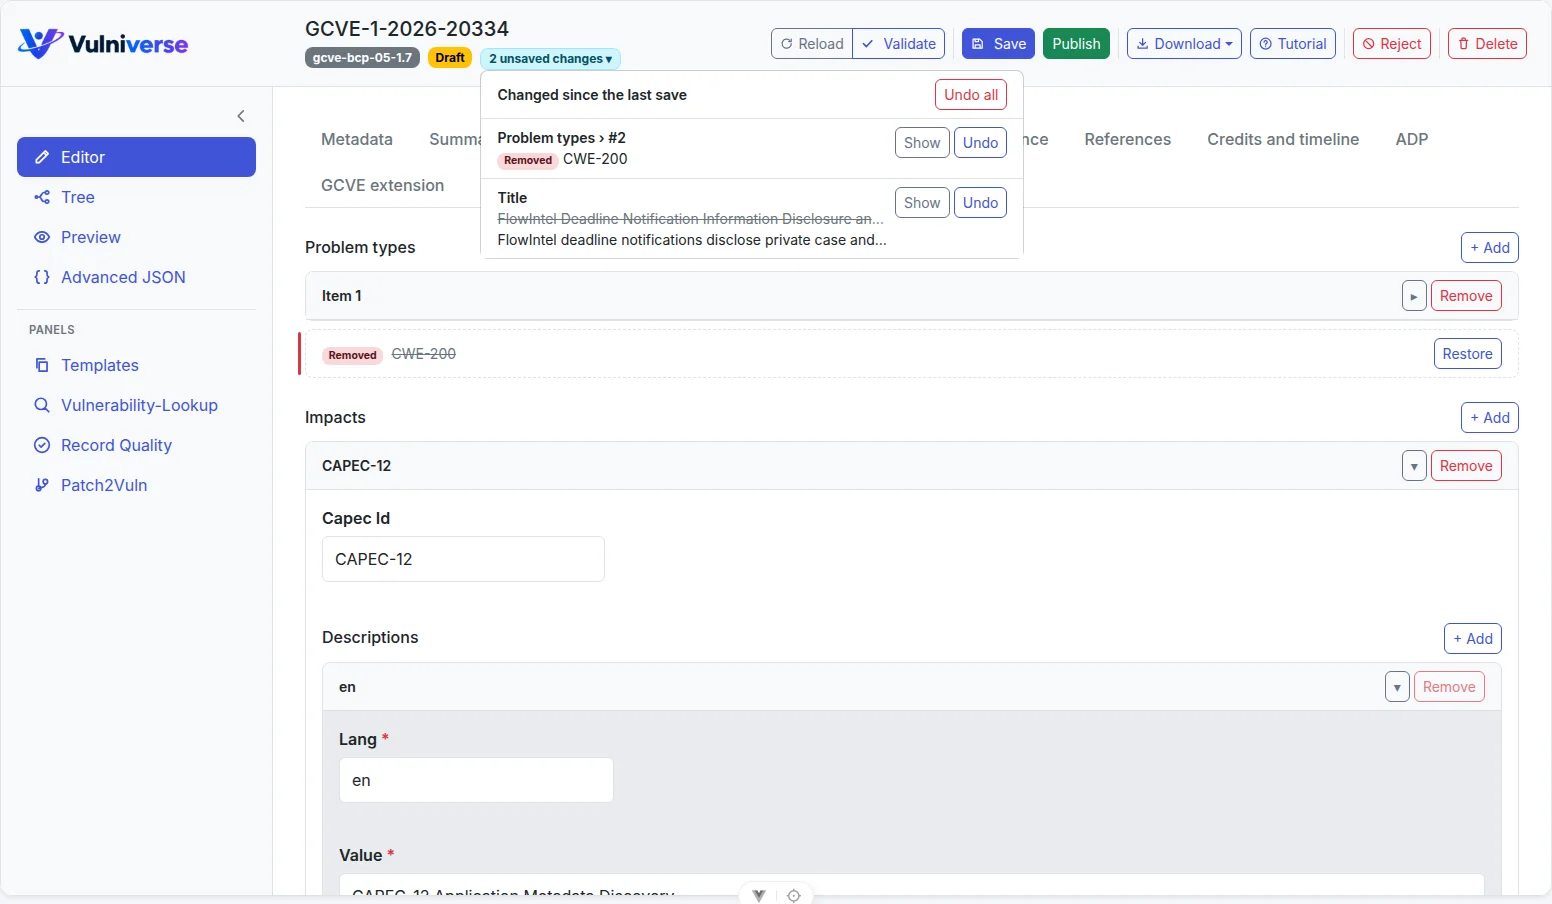 Vulniverse
GCVE-1-2026-20334
gcve-bcp-05-1.7 Draft 2 unsaved changes ▾
Reload Validate Save Publish Download Tutorial Reject Delete
Changed since the last save Undo all
Problem types › #2 Show Undo
Removed CWE-200
Title Show Undo
FlowIntel Deadline Notification Information Disclosure an...
FlowIntel deadline notifications disclose private case and...
Editor
Tree
Preview
Advanced JSON
PANELS
Templates
Vulnerability-Lookup
Record Quality
Patch2Vuln
Metadata References Credits and timeline ADP
GCVE extension
Problem types + Add
Item 1 ▸ Remove
Removed CWE-200 Restore
Impacts + Add
CAPEC-12 ▾ Remove
Capec Id
CAPEC-12
Descriptions + Add
en ▾ Remove
Lang *
en
Value *
CAPEC-12 Application Metadata Discovery